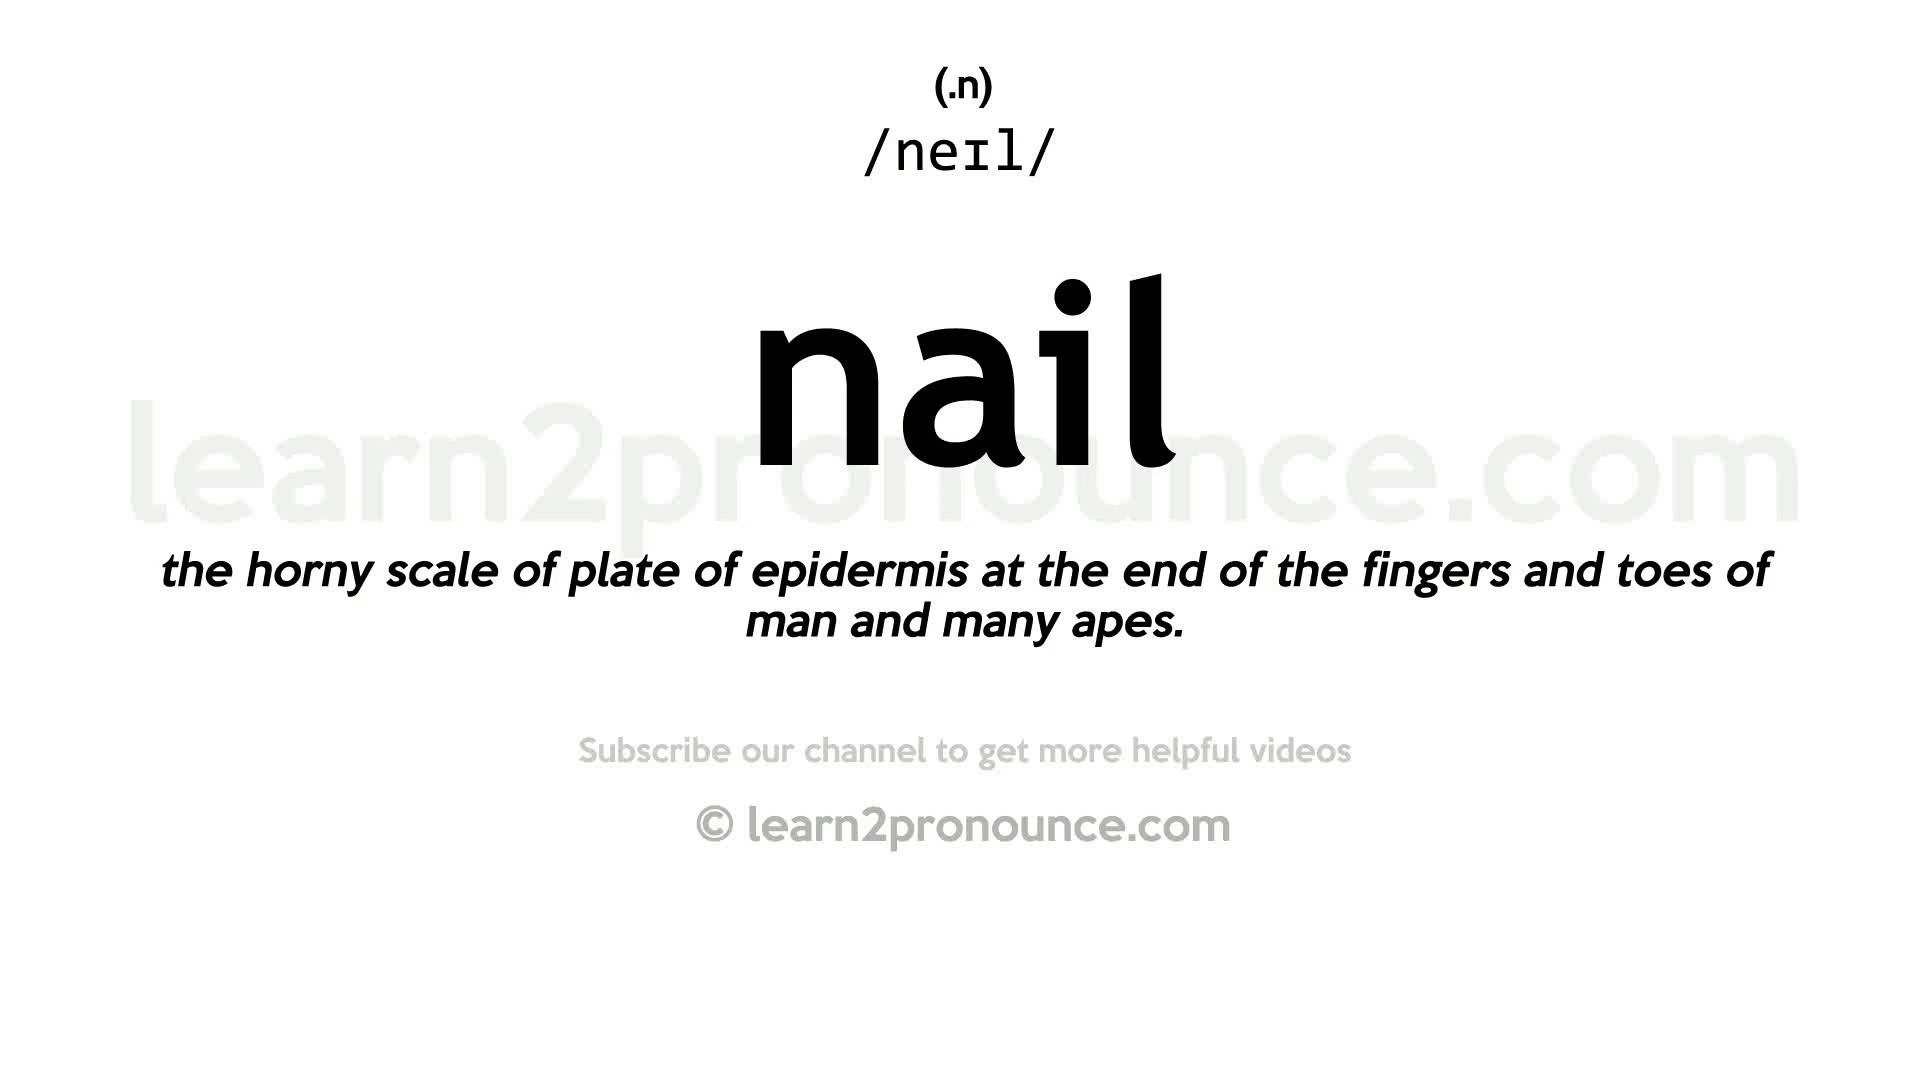 (.n)
/neɪl/
nail
learn2pronounce.com
the horny scale of plate of epidermis at the end of the fingers and toes of
man and many apes.
Subscribe our channel to get more helpful videos
© learn2pronounce.com